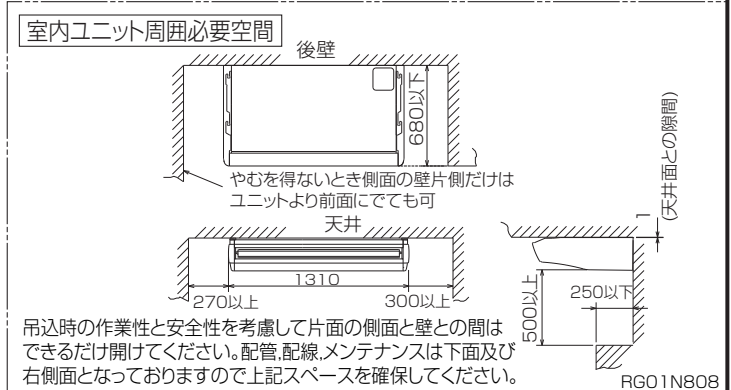 室内ユニット周囲必要空間
後壁
680以下
やむを得ないとき側面の壁片側だけは
ユニットより前面にでても可
天井
1310
270以上
300以上
1
(天井面との隙間)
500以上
250以下
吊込時の作業性と安全性を考慮して片面の側面と壁との間は
できるだけ開けてください。配管,配線,メンテナンスは下面及び
右側面となっておりますので上記スペースを確保してください。
RG01N808